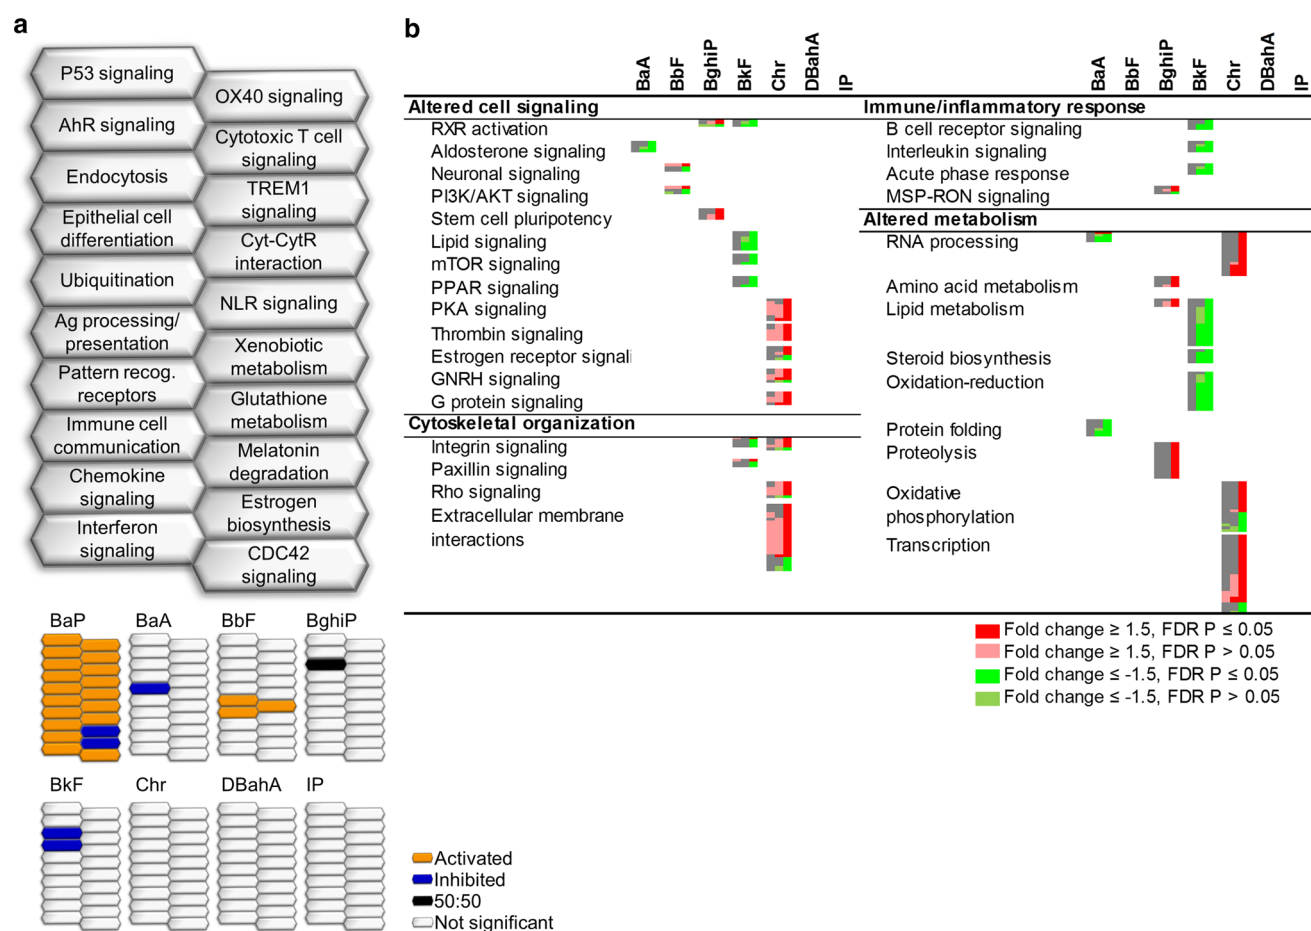 a
P53 signaling
AhR signaling
Endocytosis
Epithelial cell
differentiation
Ubiquitination
Ag processing/
presentation
Pattern recog.
receptors
Immune cell
communication
Chemokine
signaling
Interferon
signaling
OX40 signaling
Cytotoxic T cell
signaling
TREM1
signaling
Cyt-CytR
interaction
NLR signaling
Xenobiotic
metabolism
Glutathione
metabolism
Melatonin
degradation
Estrogen
biosynthesis
CDC42
signaling
BaP BaA BbF BghiP
BkF Chr DBahA IP
Activated
Inhibited
50:50
Not significant
b
BaA BbF BghiP BkF Chr DBahA IP
Altered cell signaling
RXR activation
Aldosterone signaling
Neuronal signaling
PI3K/AKT signaling
Stem cell pluripotency
Lipid signaling
mTOR signaling
PPAR signaling
PKA signaling
Thrombin signaling
Estrogen receptor signali
GNRH signaling
G protein signaling
Cytoskeletal organization
Integrin signaling
Paxillin signaling
Rho signaling
Extracellular membrane
interactions
BaA BbF BghiP BkF Chr DBahA IP
Immune/inflammatory response
B cell receptor signaling
Interleukin signaling
Acute phase response
MSP-RON signaling
Altered metabolism
RNA processing
Amino acid metabolism
Lipid metabolism
Steroid biosynthesis
Oxidation-reduction
Protein folding
Proteolysis
Oxidative
phosphorylation
Transcription
Fold change ≥ 1.5, FDR P ≤ 0.05
Fold change ≥ 1.5, FDR P > 0.05
Fold change ≤ -1.5, FDR P ≤ 0.05
Fold change ≤ -1.5, FDR P > 0.05